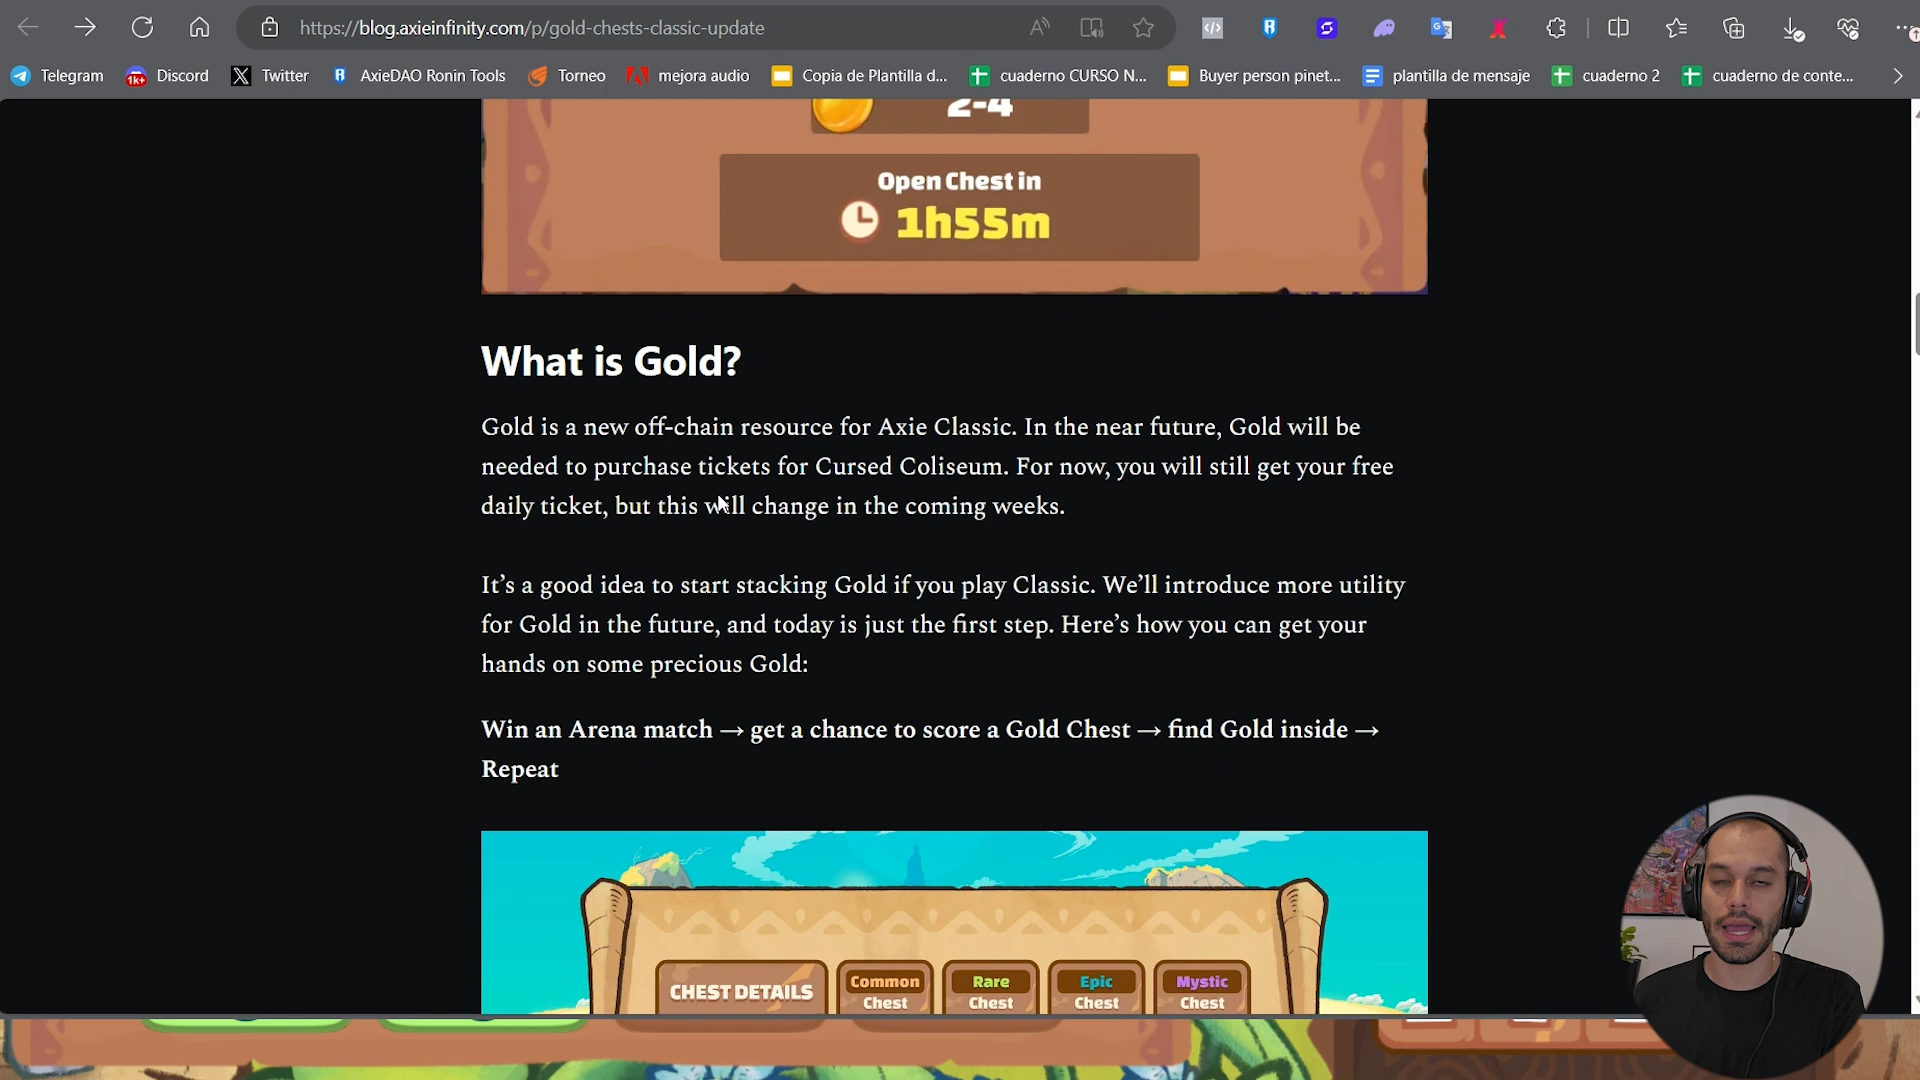 https://blog.axieinfinity.com/p/gold-chests-classic-update
Telegram
1k+
Discord
Twitter
AxieDAO Ronin Tools
Torneo
mejora audio
Copia de Plantilla d...
cuaderno CURSO N...
Buyer person pinet...
plantilla de mensaje
cuaderno 2
cuaderno de conte...
2-4
Open Chest in
1h55m
What is Gold?
Gold is a new off-chain resource for Axie Classic. In the near future, Gold will be
needed to purchase tickets for Cursed Coliseum. For now, you will still get your free
daily ticket, but this will change in the coming weeks.
It’s a good idea to start stacking Gold if you play Classic. We’ll introduce more utility
for Gold in the future, and today is just the first step. Here’s how you can get your
hands on some precious Gold:
Win an Arena match → get a chance to score a Gold Chest → find Gold inside →
Repeat
CHEST DETAILS
Common
Chest
Rare
Chest
Epic
Chest
Mystic
Chest